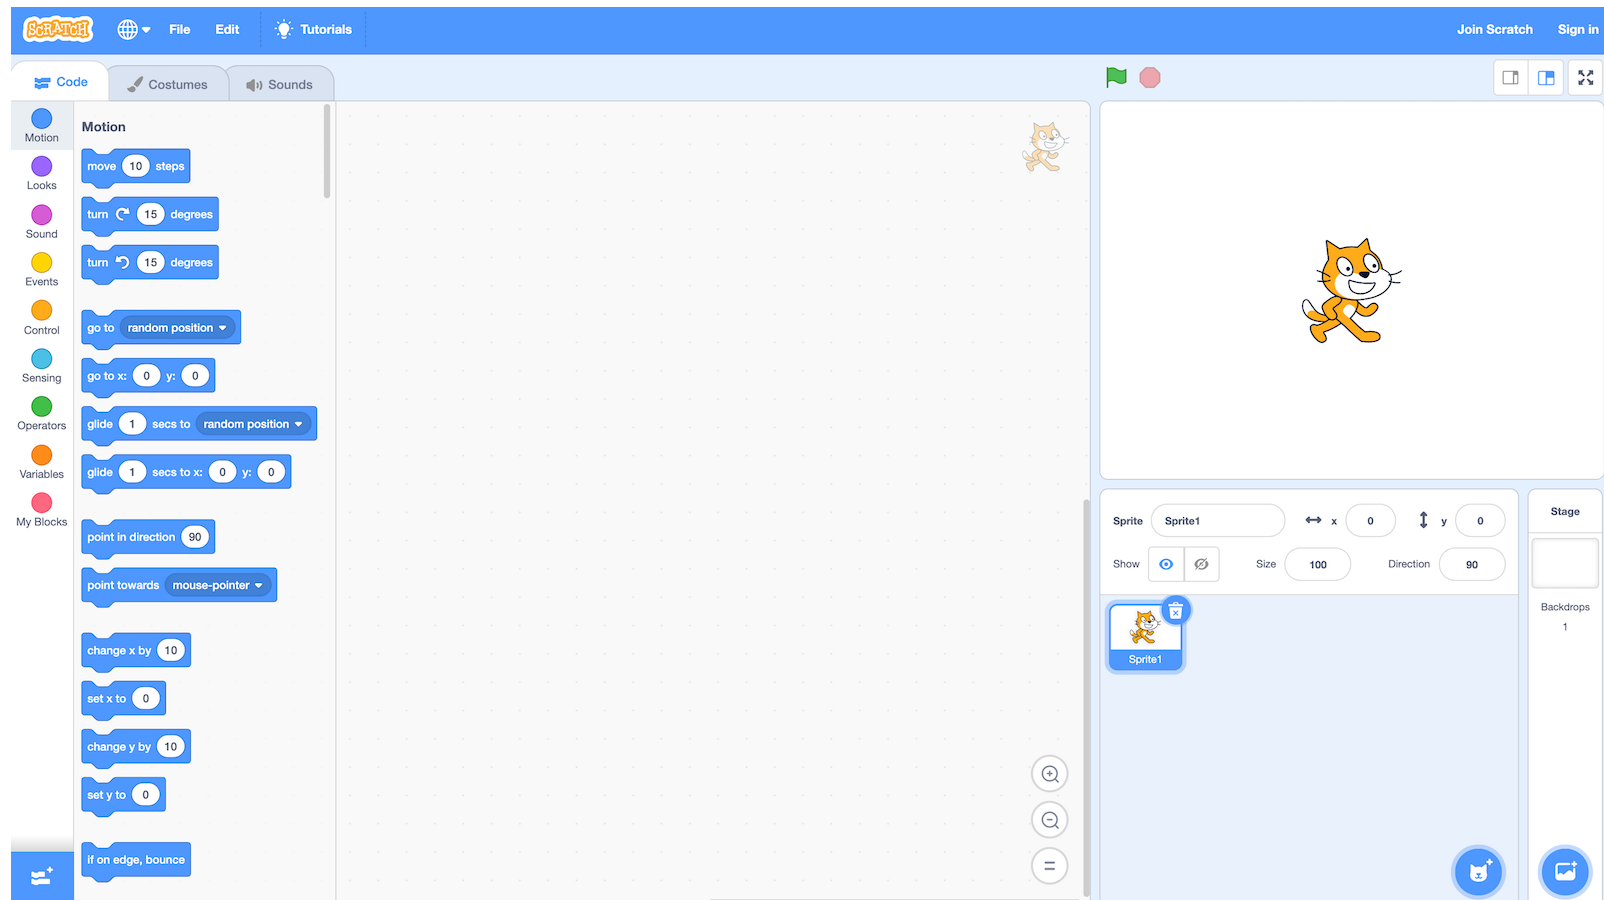 SCRATCH File Edit Tutorials Join Scratch Sign in
Code Costumes Sounds
Motion
Looks
Sound
Events
Control
Sensing
Operators
Variables
My Blocks
Motion
move 10 steps
turn 15 degrees
turn 15 degrees
go to random position
go to x: 0 y: 0
glide 1 secs to random position
glide 1 secs to x: 0 y: 0
point in direction 90
point towards mouse-pointer
change x by 10
set x to 0
change y by 10
set y to 0
if on edge, bounce
Sprite Sprite1 x 0 y 0
Show Size 100 Direction 90
Sprite1
Stage
Backdrops
1